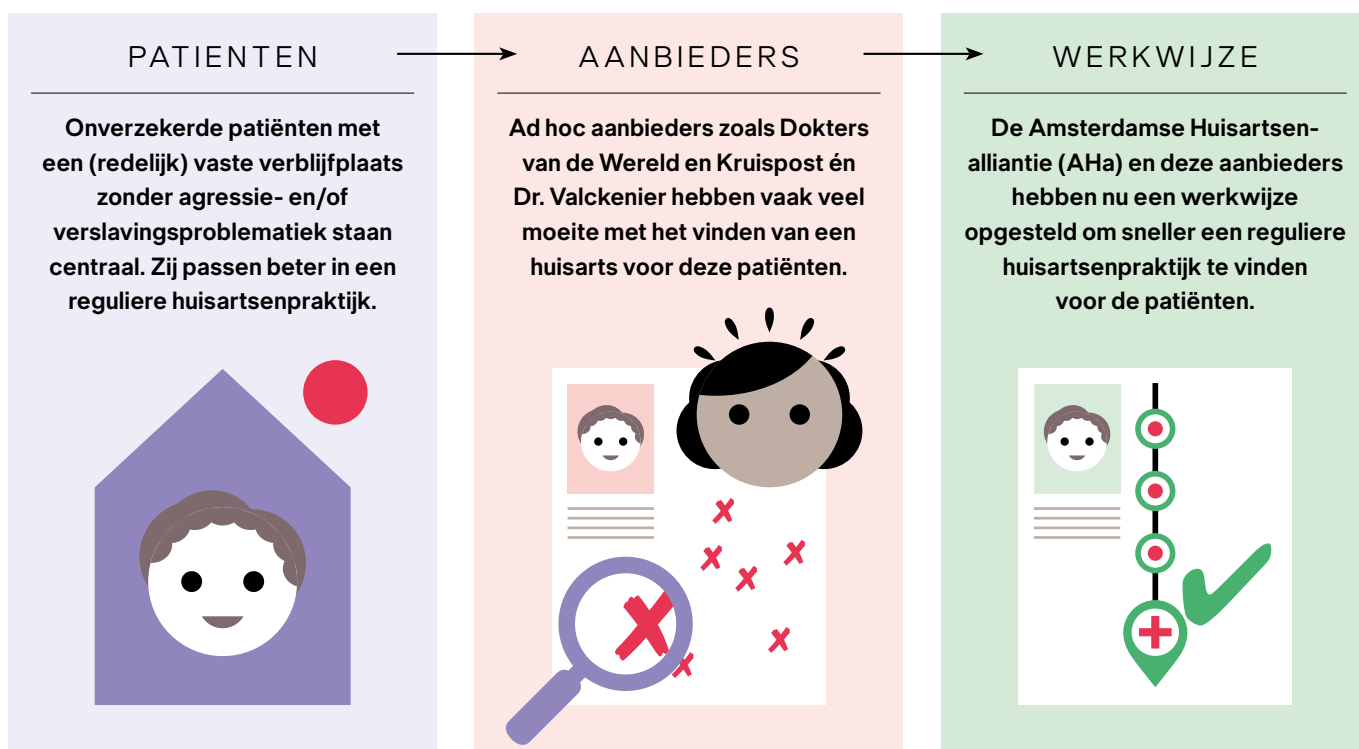 PATIENTEN
Onverzekerde patiënten met
een (redelijk) vaste verblijfplaats
zonder agressie- en/of
verslavingsproblematiek staan
centraal. Zij passen beter in een
reguliere huisartsenpraktijk.
AANBIEDERS
Ad hoc aanbieders zoals Dokters
van de Wereld en Kruispost én
Dr. Valckenier hebben vaak veel
moeite met het vinden van een
huisarts voor deze patiënten.
WERKWIJZE
De Amsterdamse Huisartsen-
alliantie (AHa) en deze aanbieders
hebben nu een werkwijze
opgesteld om sneller een reguliere
huisartsenpraktijk te vinden
voor de patiënten.